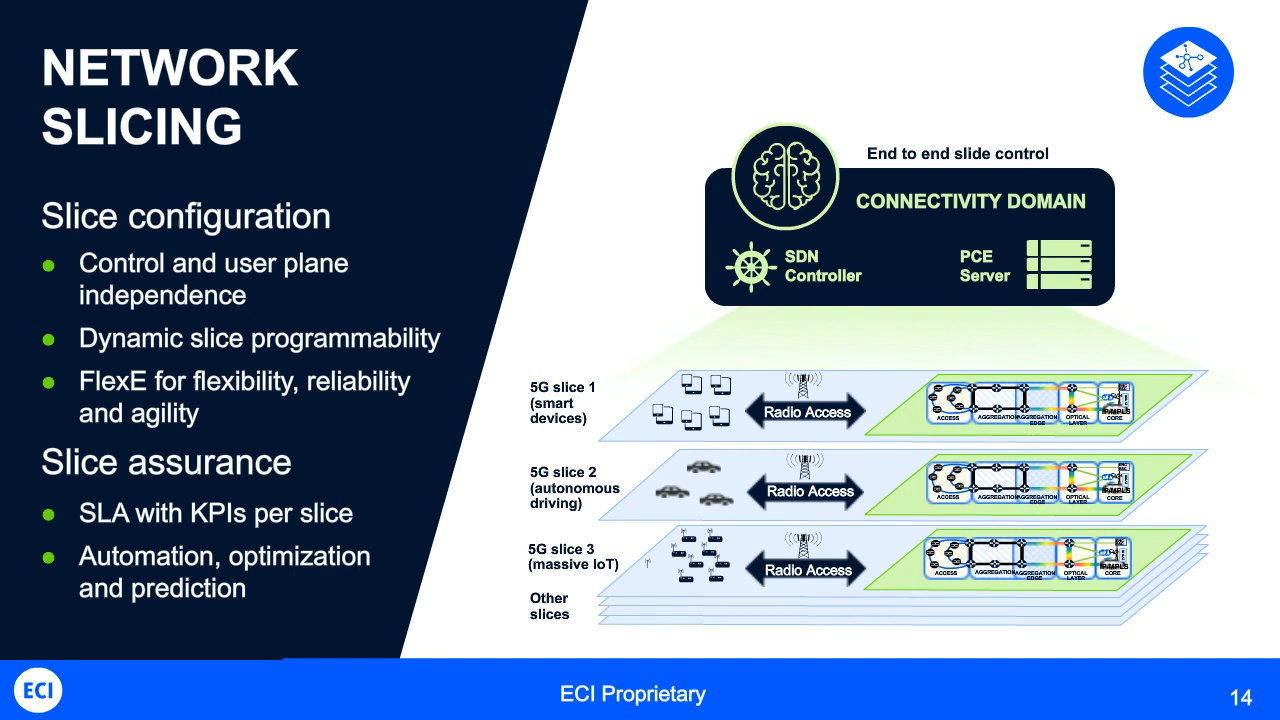 NETWORK
SLICING
Slice configuration
Control and user plane
independence
Dynamic slice programmability
FlexE for flexibility, reliability
and agility
Slice assurance
SLA with KPIs per slice
Automation, optimization
and prediction
End to end slide control
CONNECTIVITY DOMAIN
SDN
Controller
PCE
Server
5G slice 1
(smart
devices)
Radio Access
ACCESS
AGGREGATION
AGGREGATION
EDGE
OPTICAL
LAYER
IP/MPLS
CORE
5G slice 2
(autonomous
driving)
Radio Access
ACCESS
AGGREGATION
AGGREGATION
EDGE
OPTICAL
LAYER
IP/MPLS
CORE
5G slice 3
(massive IoT)
Radio Access
ACCESS
AGGREGATION
AGGREGATION
EDGE
OPTICAL
LAYER
IP/MPLS
CORE
Other
slices
ECI
ECI Proprietary
14